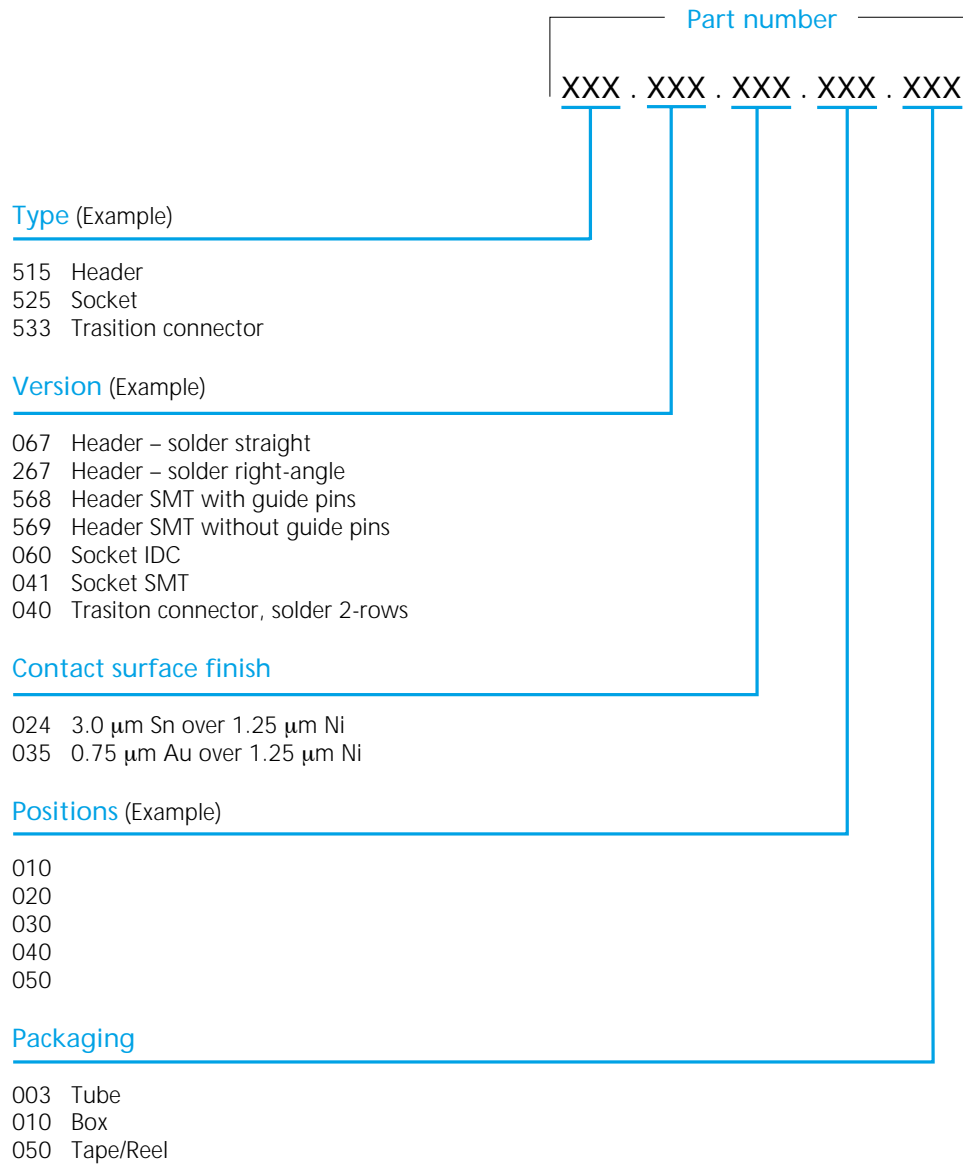 Part number
XXX . XXX . XXX . XXX . XXX
Type (Example)
515 Header
525 Socket
533 Trasition connector
Version (Example)
067 Header – solder straight
267 Header – solder right-angle
568 Header SMT with guide pins
569 Header SMT without guide pins
060 Socket IDC
041 Socket SMT
040 Trasiton connector, solder 2-rows
Contact surface finish
024 3.0 μm Sn over 1.25 μm Ni
035 0.75 μm Au over 1.25 μm Ni
Positions (Example)
010
020
030
040
050
Packaging
003 Tube
010 Box
050 Tape/Reel